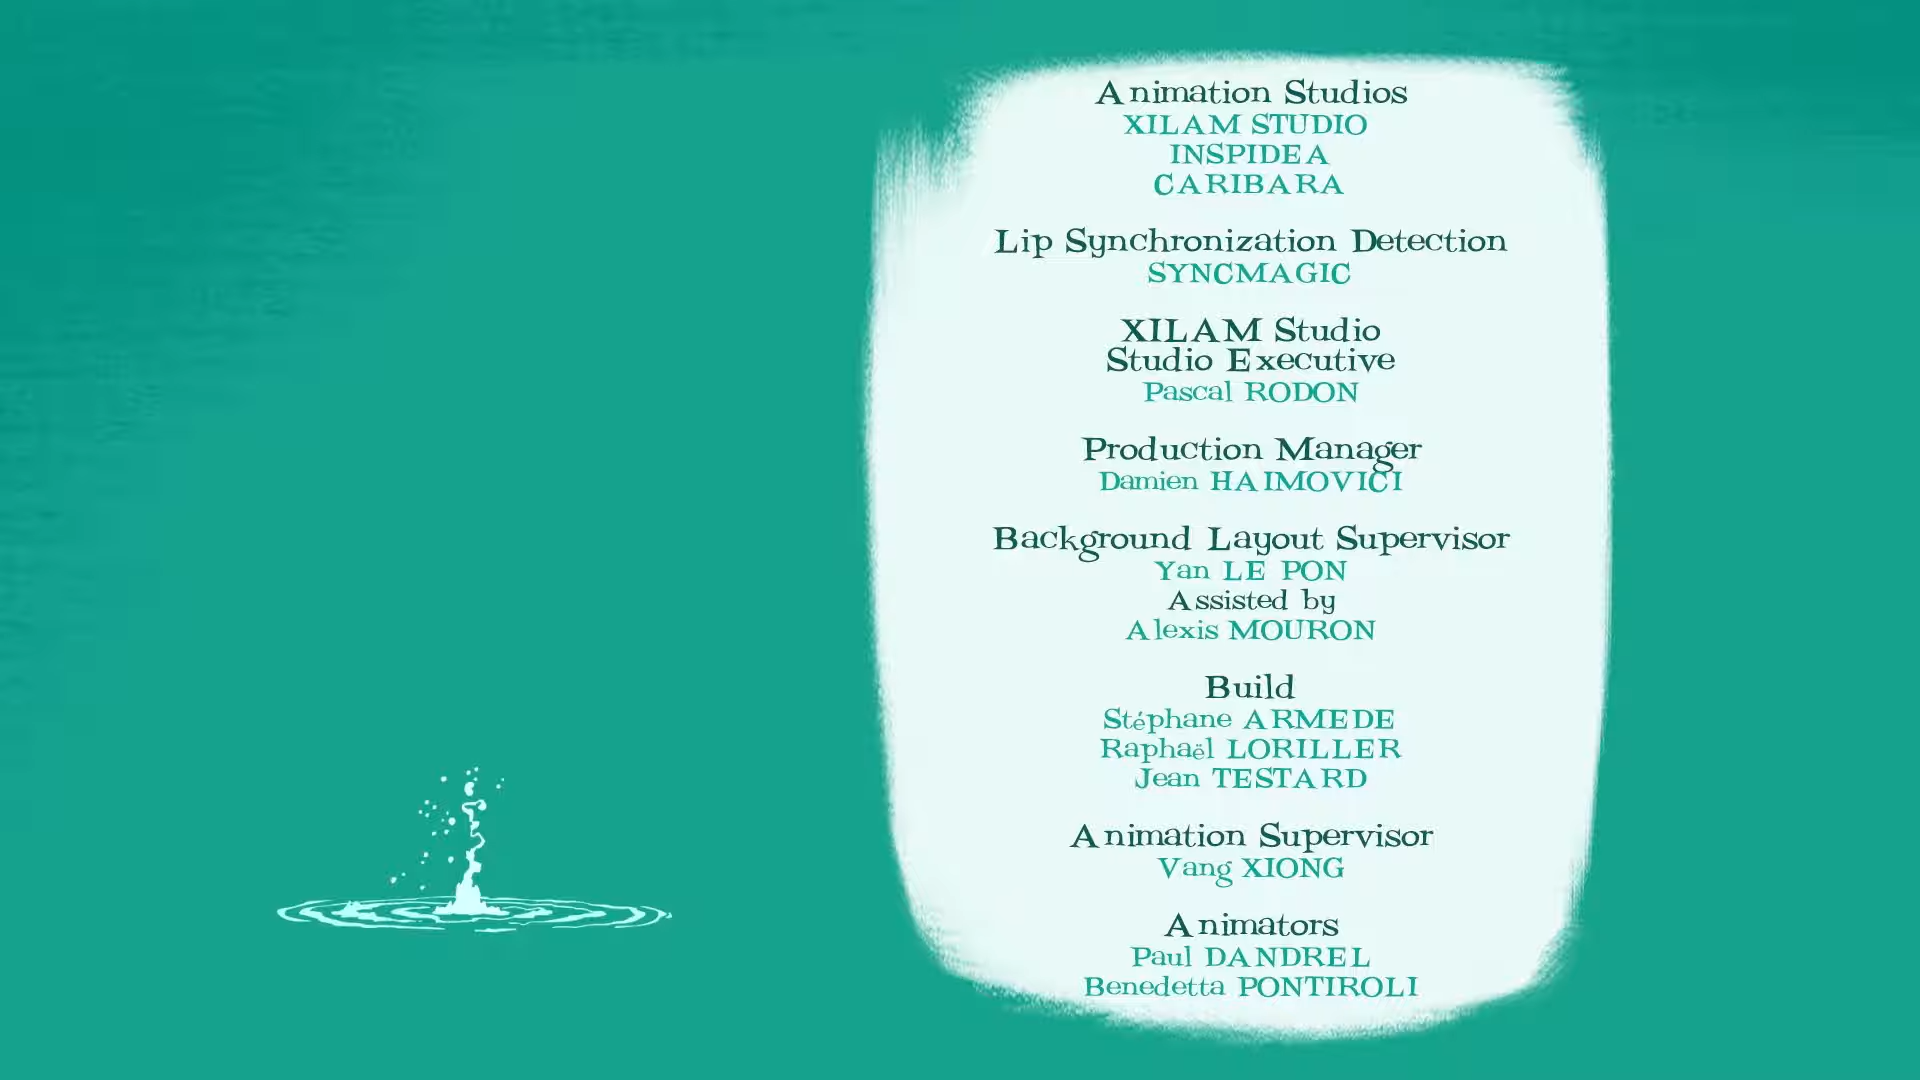 Animation Studios
XILAM STUDIO
INSPIDEA
CARIBARA
Lip Synchronization Detection
SYNCMAGIC
XILAM Studio
Studio Executive
Pascal RODON
Production Manager
Damien HAIMOVICI
Background Layout Supervisor
Yan LE PON
Assisted by
Alexis MOURON
Build
Stéphane ARMEDE
Raphaël LORILLER
Jean TESTARD
Animation Supervisor
Vang XIONG
Animators
Paul DANDREL
Benedetta PONTIROLI